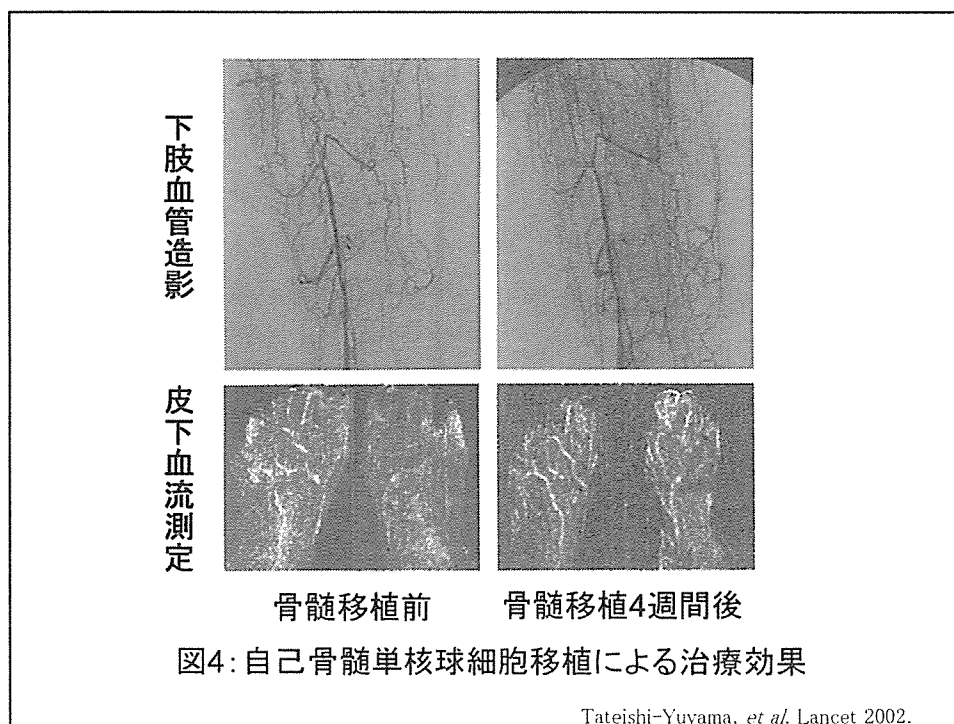 下肢血管造影
皮下血流測定
骨髄移植前
骨髄移植4週間後
図4:自己骨髄単核球細胞移植による治療効果
Tateishi-Yuyama, et al. Lancet 2002.